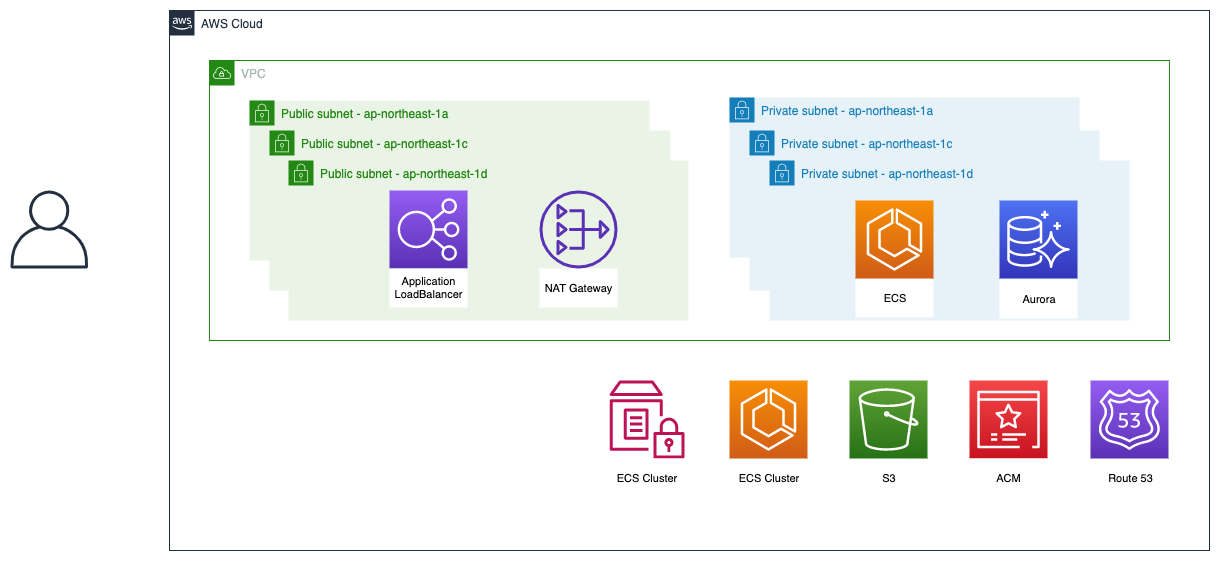 aws
AWS Cloud
VPC
Public subnet - ap-northeast-1a
Public subnet - ap-northeast-1c
Public subnet - ap-northeast-1d
Application
LoadBalancer
NAT Gateway
Private subnet - ap-northeast-1a
Private subnet - ap-northeast-1c
Private subnet - ap-northeast-1d
ECS
Aurora
ECS Cluster
ECS Cluster
S3
ACM
53
Route 53